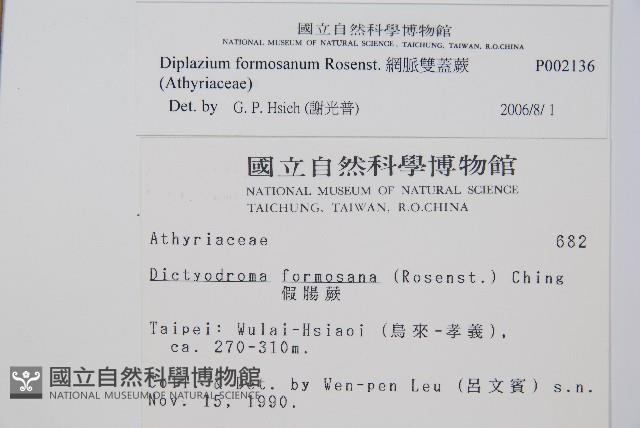 國立自然科學博物館
NATIONAL MUSEUM OF NATURAL SCIENCE, TAICHUNG, TAIWAN, R.O.CHINA
Diplazium formosanum Rosenst. 網脈雙蓋蕨 P002136
(Athyriaceae)
Det. by G. P. Hsich (謝光普) 2006/8/1
國立自然科學博物館
NATIONAL MUSEUM OF NATURAL SCIENCE
TAICHUNG, TAIWAN, R.O.CHINA
Athyriaceae 682
Dictyodroma formosana (Rosenst.) Ching
假腸蕨
Taipei: Wulai-Hsiaoi (烏來-孝義),
ca. 270-310m.
國立自然科學博物館
NATIONAL MUSEUM OF NATURAL SCIENCE
& Det. by Wen-pen Leu (呂文賓) s.n.
Nov. 15, 1990.